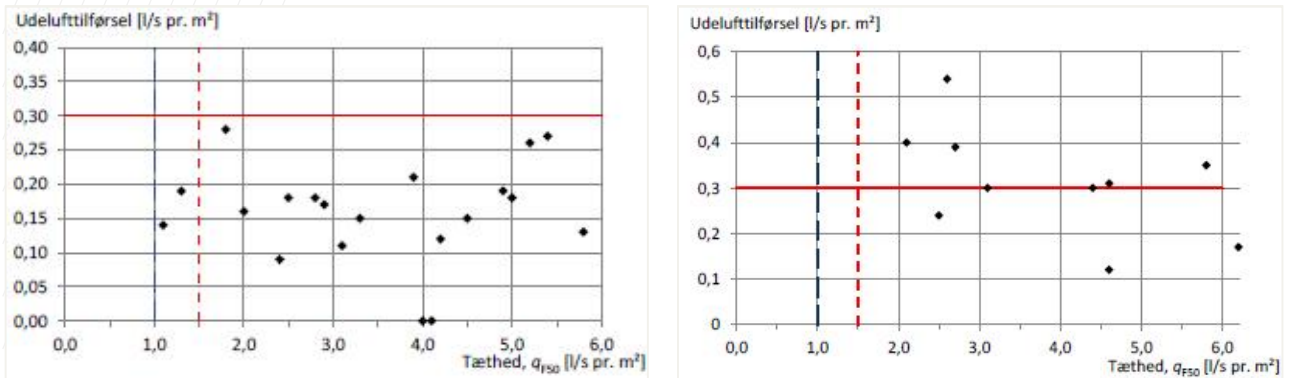 Udelufttilførsel [l/s pr. m²]
0,40
0,35
0,30
0,25
0,20
0,15
0,10
0,05
0,00
0,0 1,0 2,0 3,0 4,0 5,0 6,0
Tæthed, qF50 [l/s pr. m²]
Udelufttilførsel [l/s pr. m²]
0,6
0,5
0,4
0,3
0,2
0,1
0
0,0 1,0 2,0 3,0 4,0 5,0 6,0
Tæthed, qF50 [l/s pr. m²]